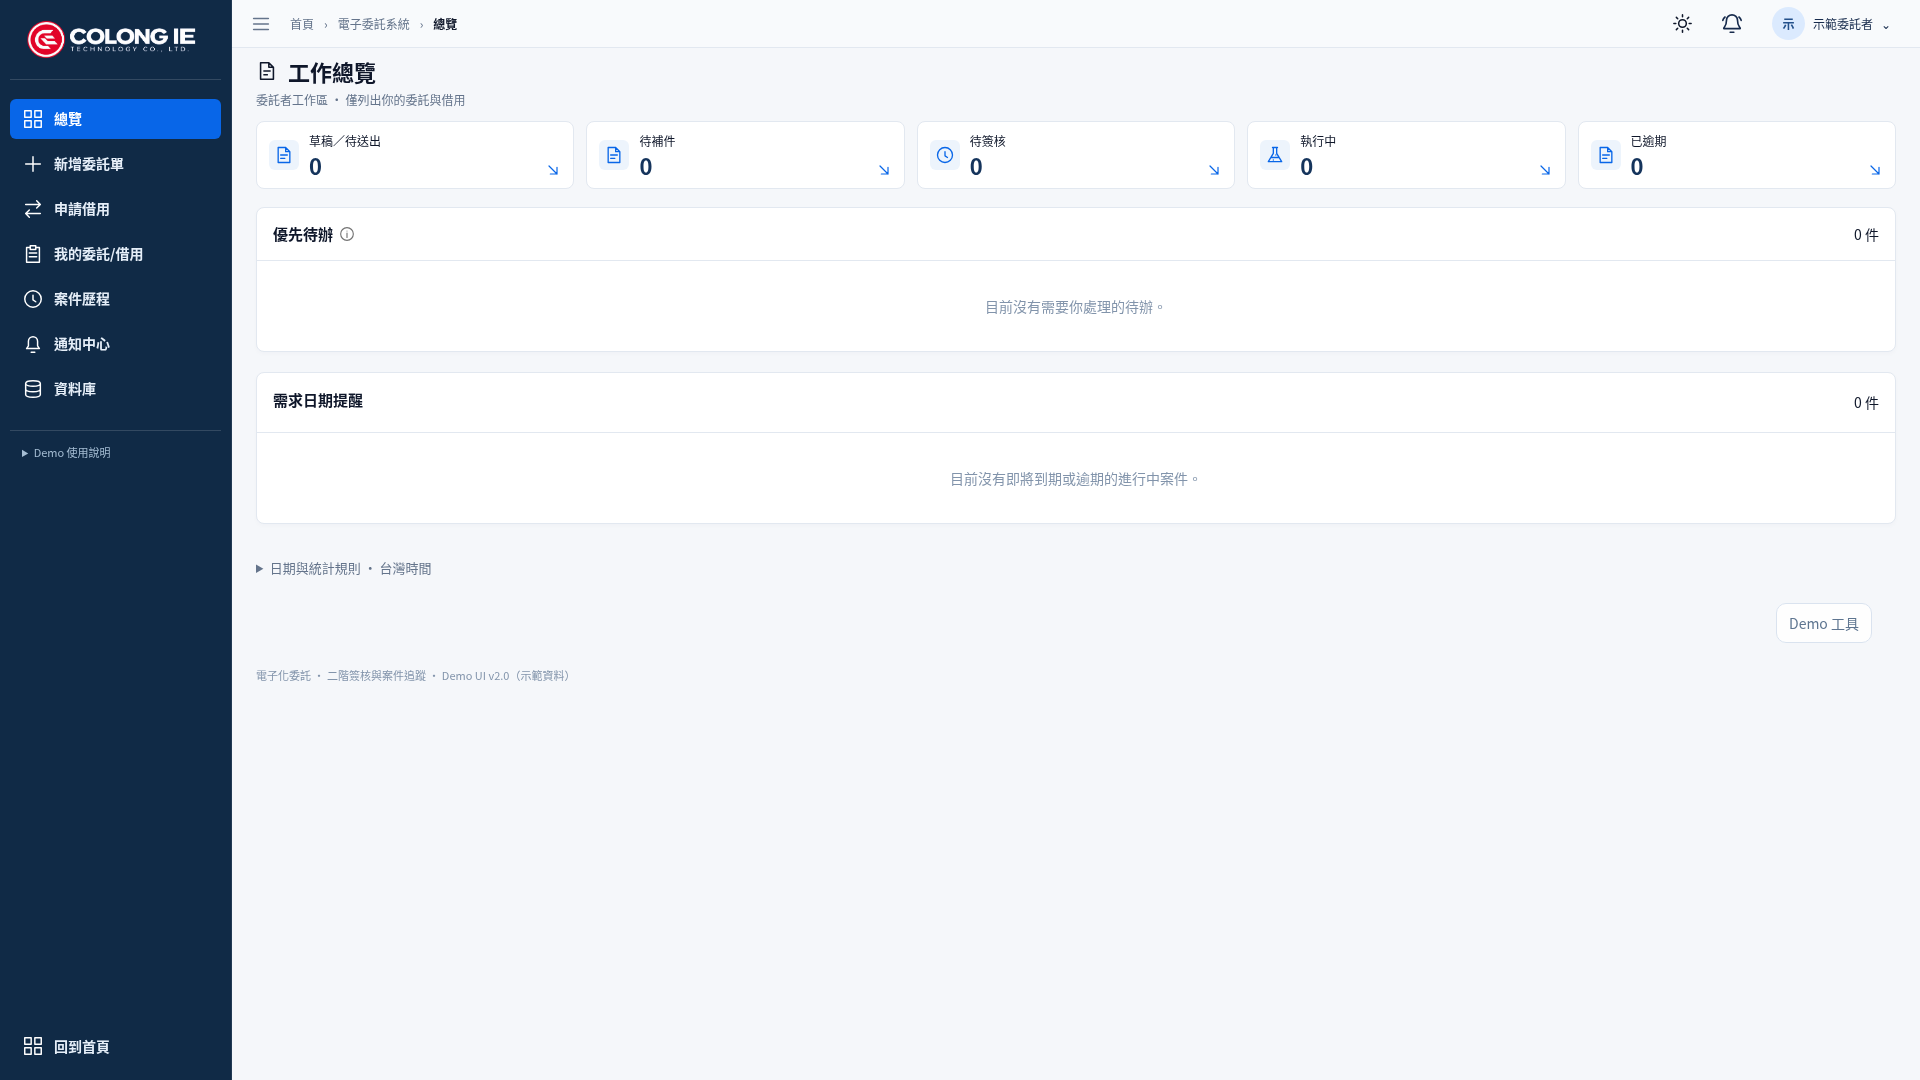 COLONG IE
TECHNOLOGY CO., LTD.
總覽
新增委託單
申請借用
我的委託/借用
案件歷程
通知中心
資料庫
Demo 使用說明
回到首頁
首頁 › 電子委託系統 › 總覽
示 示範委託者
工作總覽
委託者工作區 • 僅列出你的委託與借用
草稿／待送出
0
待補件
0
待簽核
0
執行中
0
已逾期
0
優先待辦
0 件
目前沒有需要你處理的待辦。
需求日期提醒
0 件
目前沒有即將到期或逾期的進行中案件。
日期與統計規則 • 台灣時間
Demo 工具
電子化委託 • 二階簽核與案件追蹤 • Demo UI v2.0（示範資料）